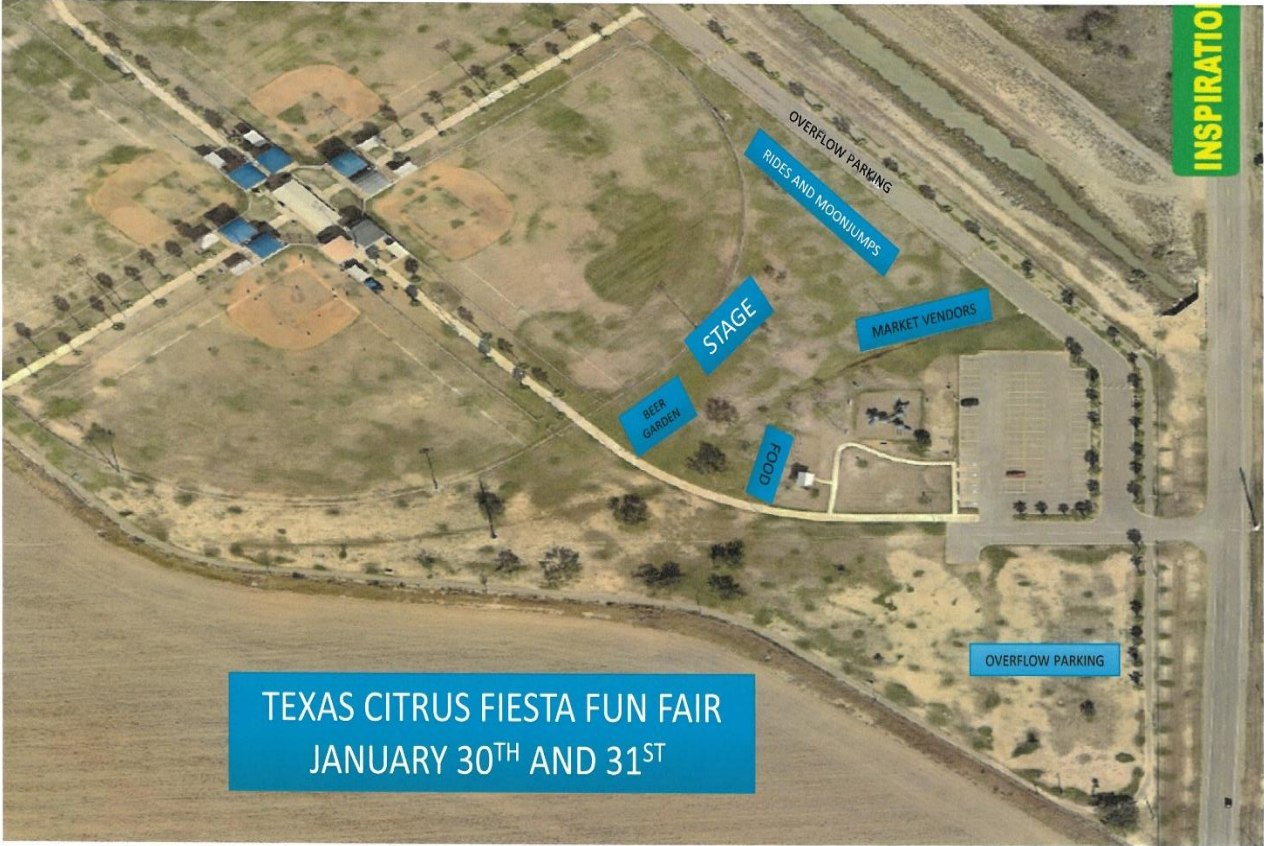 INSPIRATIO
OVERFLOW PARKING
RIDES AND MOONJUMPS
STAGE
MARKET VENDORS
BEER
GARDEN
FOOD
OVERFLOW PARKING
TEXAS CITRUS FIESTA FUN FAIR
JANUARY 30TH AND 31ST